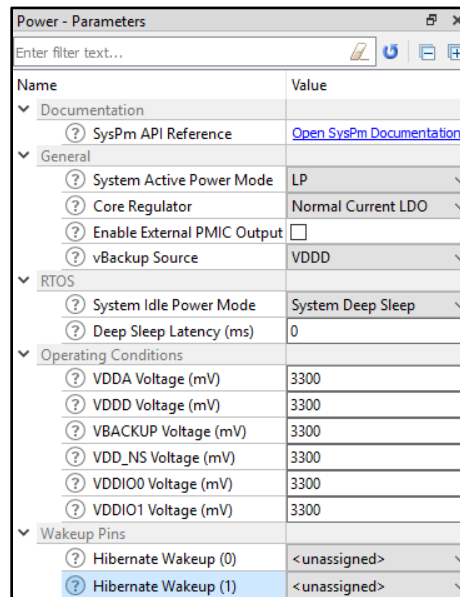 Power - Parameters
Enter filter text...
Name Value
Documentation
SysPm API Reference Open SysPm Documentation
General
System Active Power Mode LP
Core Regulator Normal Current LDO
Enable External PMIC Output
vBackup Source VDDD
RTOS
System Idle Power Mode System Deep Sleep
Deep Sleep Latency (ms) 0
Operating Conditions
VDDA Voltage (mV) 3300
VDDD Voltage (mV) 3300
VBACKUP Voltage (mV) 3300
VDD_NS Voltage (mV) 3300
VDDIO0 Voltage (mV) 3300
VDDIO1 Voltage (mV) 3300
Wakeup Pins
Hibernate Wakeup (0) <unassigned>
Hibernate Wakeup (1) <unassigned>